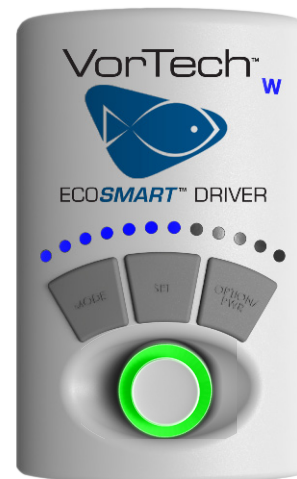 VorTech™
W
ECOSMART™ DRIVER
MODE
SET
OPTION/
PWR